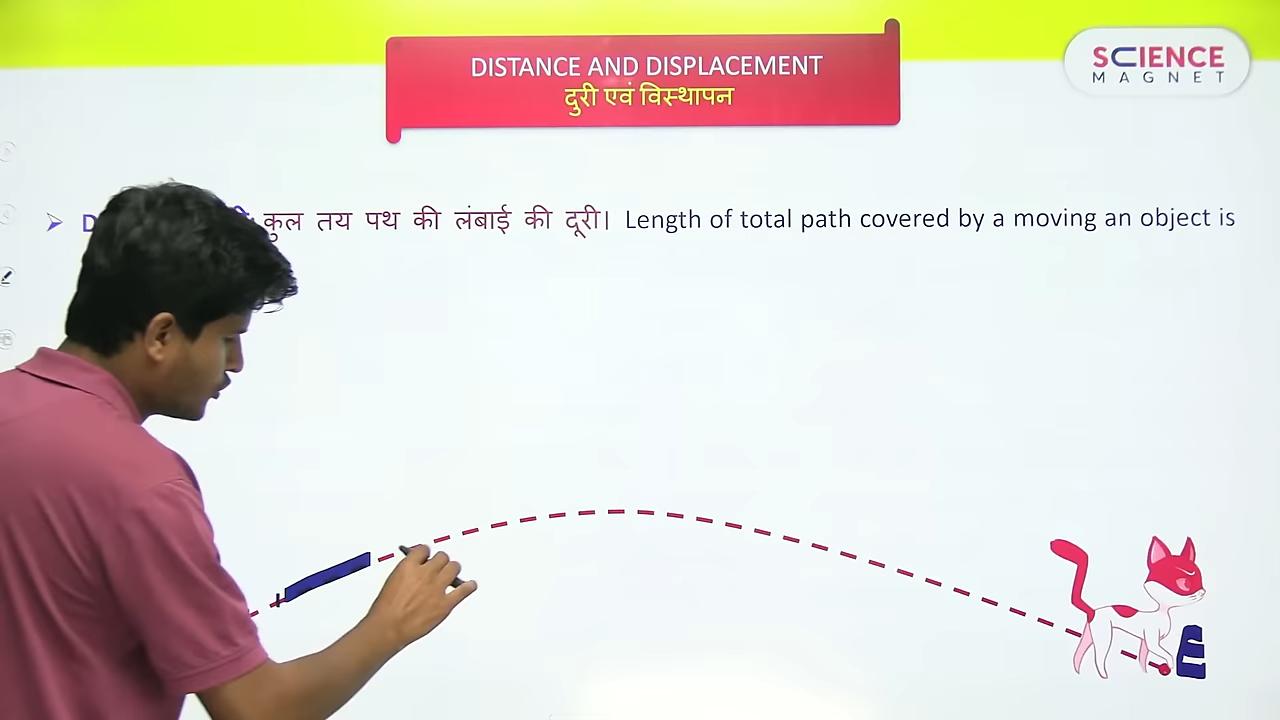 DISTANCE AND DISPLACEMENT
दुरी एवं विस्थापन
SCIENCE
MAGNET
कुल तय पथ की लंबाई की दूरी। Length of total path covered by a moving an object is
E